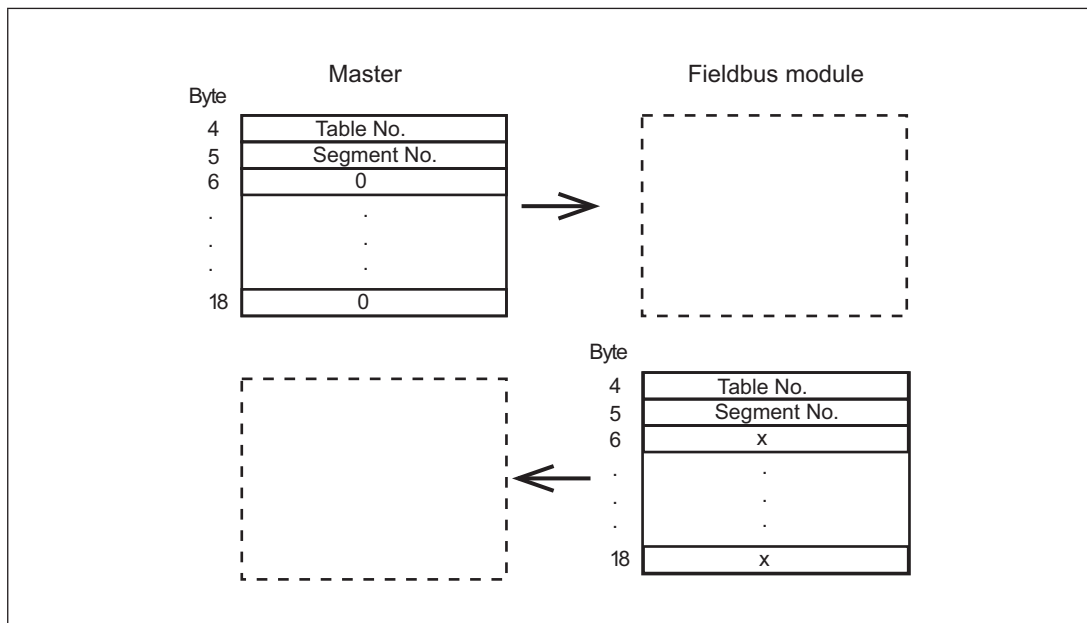 Master
Fieldbus module
Byte
4 Table No.
5 Segment No.
6 0
. .
. .
. .
18 0
Byte
4 Table No.
5 Segment No.
6 x
. .
. .
. .
18 x